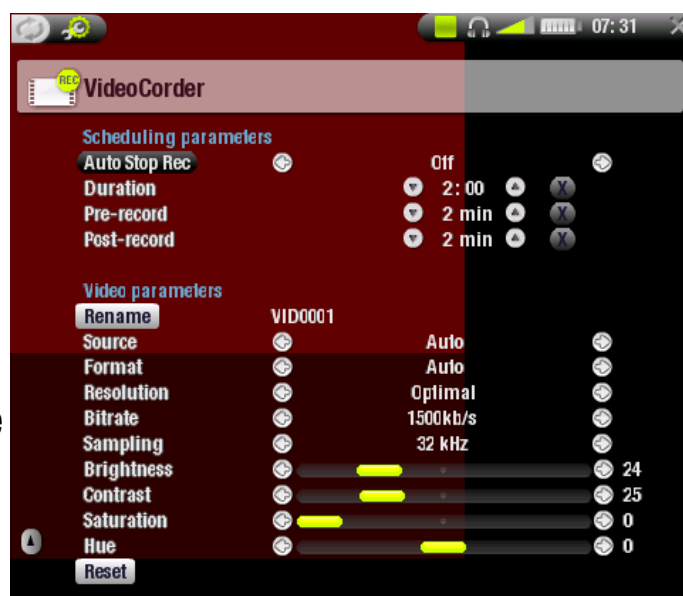 07:31
REC
VideoCorder
Scheduling parameters
Auto Stop Rec Off
Duration 2:00 X
Pre-record 2 min X
Post-record 2 min X
Video parameters
Rename VID0001
Source Auto
Format Auto
Resolution Optimal
Bitrate 1500kb/s
Sampling 32 kHz
Brightness 24
Contrast 25
Saturation 0
Hue 0
Reset
e